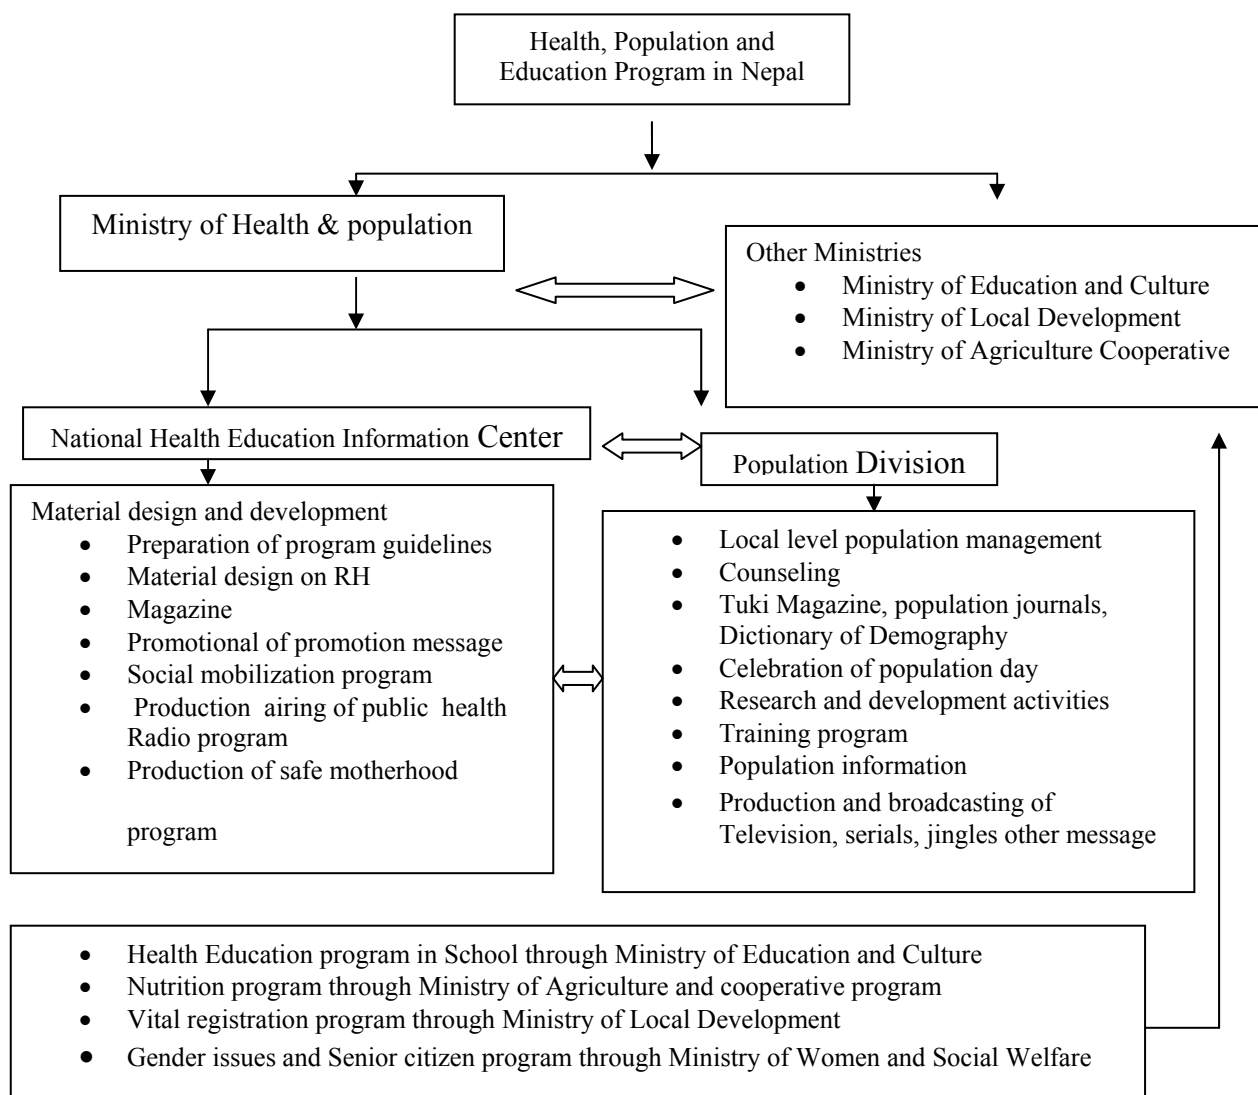 Health, Population and
Education Program in Nepal
Ministry of Health & population
Other Ministries
• Ministry of Education and Culture
• Ministry of Local Development
• Ministry of Agriculture Cooperative
National Health Education Information Center
Population Division
Material design and development
• Preparation of program guidelines
• Material design on RH
• Magazine
• Promotional of promotion message
• Social mobilization program
• Production airing of public health
Radio program
• Production of safe motherhood
program
• Local level population management
• Counseling
• Tuki Magazine, population journals,
Dictionary of Demography
• Celebration of population day
• Research and development activities
• Training program
• Population information
• Production and broadcasting of
Television, serials, jingles other message
• Health Education program in School through Ministry of Education and Culture
• Nutrition program through Ministry of Agriculture and cooperative program
• Vital registration program through Ministry of Local Development
• Gender issues and Senior citizen program through Ministry of Women and Social Welfare